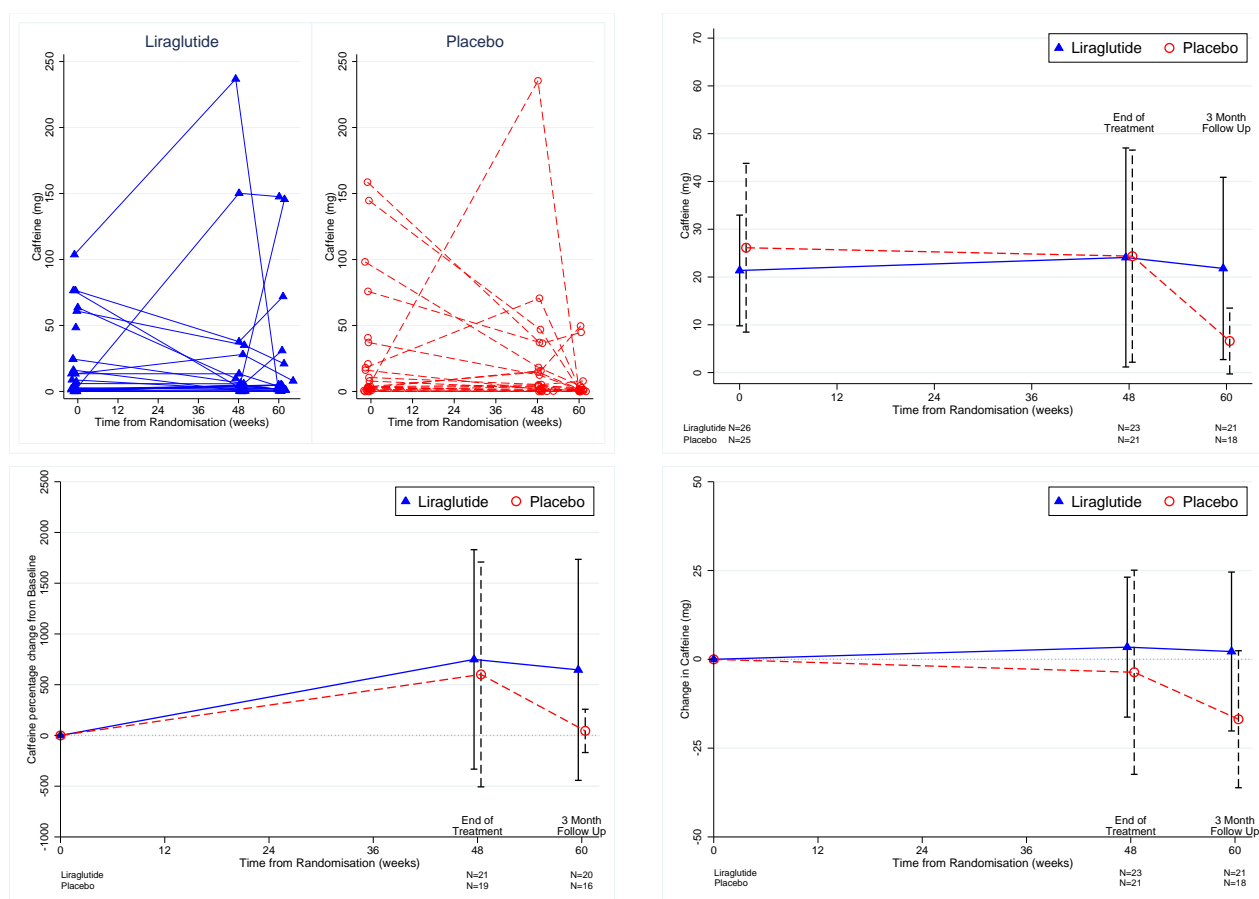 Liraglutide
Placebo
Caffeine (mg)
0 50 100 150 200 250
0 12 24 36 48 60
Time from Randomisation (weeks)
Caffeine (mg)
0 50 100 150 200 250
0 12 24 36 48 60
Time from Randomisation (weeks)
Liraglutide Placebo
End of
Treatment
3 Month
Follow Up
Caffeine (mg)
0 10 20 30 40 50 60 70
0 12 24 36 48 60
Time from Randomisation (weeks)
Liraglutide N=26 N=23 N=21
Placebo N=25 N=21 N=18
Liraglutide Placebo
Caffeine percentage change from Baseline
-1000 -500 0 500 1000 1500 2000 2500
End of
Treatment
3 Month
Follow Up
0 12 24 36 48 60
Time from Randomisation (weeks)
Liraglutide N=21 N=20
Placebo N=19 N=16
Liraglutide Placebo
Change in Caffeine (mg)
-50 -25 0 25 50
End of
Treatment
3 Month
Follow Up
0 12 24 36 48 60
Time from Randomisation (weeks)
Liraglutide N=23 N=21
Placebo N=21 N=18